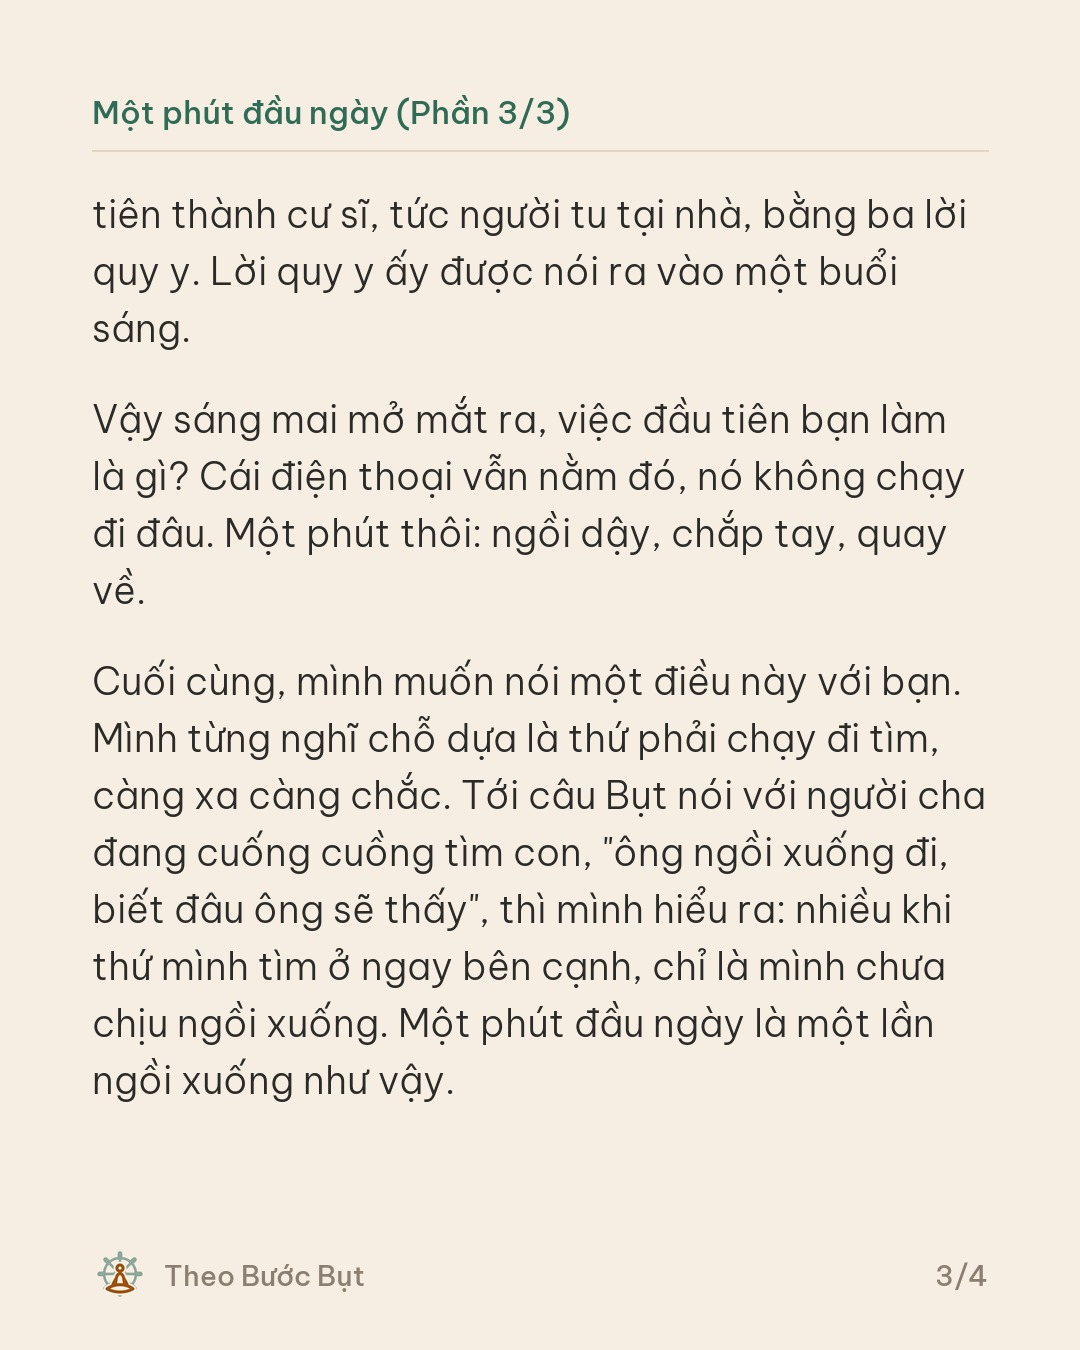 Một phút đầu ngày (Phần 3/3)
tiên thành cư sĩ, tức người tu tại nhà, bằng ba lời
quy y. Lời quy y ấy được nói ra vào một buổi
sáng.
Vậy sáng mai mở mắt ra, việc đầu tiên bạn làm
là gì? Cái điện thoại vẫn nằm đó, nó không chạy
đi đâu. Một phút thôi: ngồi dậy, chắp tay, quay
về.
Cuối cùng, mình muốn nói một điều này với bạn.
Mình từng nghĩ chỗ dựa là thứ phải chạy đi tìm,
càng xa càng chắc. Tới câu Bụt nói với người cha
đang cuống cuồng tìm con, "ông ngồi xuống đi,
biết đâu ông sẽ thấy", thì mình hiểu ra: nhiều khi
thứ mình tìm ở ngay bên cạnh, chỉ là mình chưa
chịu ngồi xuống. Một phút đầu ngày là một lần
ngồi xuống như vậy.
Theo Bước Bụt
3/4